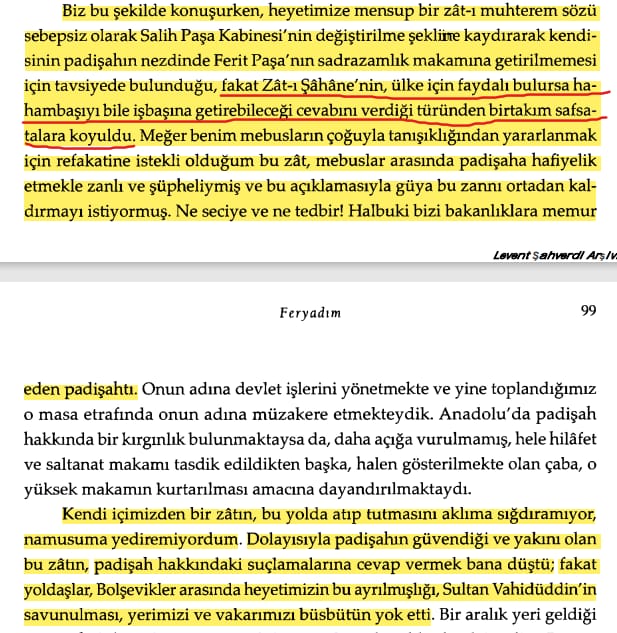 Biz bu şekilde konuşurken, heyetimize mensup bir zât-ı muhterem sözü
sebepsiz olarak Salih Paşa Kabinesi'nin değiştirilme şekline kaydırarak kendi-
sinin padişahın nezdinde Ferit Paşa'nın sadrazamlık makamına getirilmemesi
için tavsiyede bulunduğu, fakat Zât-ı Şâhâne'nin, ülke için faydalı bulursa ha-
hambaşıyı bile işbaşına getirebileceği cevabını verdiği türünden birtakım safsa-
talara koyuldu. Meğer benim mebusların çoğuyla tanışıklığından yararlanmak
için refakatine istekli olduğum bu zât, mebuslar arasında padişaha hafiyelik
etmekle zanlı ve şüpheliymiş ve bu açıklamasıyla güya bu zannı ortadan kal-
dırmayı istiyormuş. Ne seciye ve ne tedbir! Halbuki bizi bakanlıklara memur
Levent Şahverdi Arşiv
Feryadım 99
eden padişahtı. Onun adına devlet işlerini yönetmekte ve yine toplandığımız
o masa etrafında onun adına müzakere etmekteydik. Anadolu'da padişah
hakkında bir kırgınlık bulunmaktaysa da, daha açığa vurulmamış, hele hilâfet
ve saltanat makamı tasdik edildikten başka, halen gösterilmekte olan çaba, o
yüksek makamın kurtarılması amacına dayandırılmaktaydı.
Kendi içimizden bir zâtın, bu yolda atıp tutmasını aklıma sığdıramıyor,
namusuma yediremiyordum. Dolayısıyla padişahın güvendiği ve yakını olan
bu zâtın, padişah hakkındaki suçlamalarına cevap vermek bana düştü; fakat
yoldaşlar, Bolşevikler arasında heyetimizin bu ayrılmışlığı, Sultan Vahidüddin'in
savunulması, yerimizi ve vakarımızı büsbütün yok etti. Bir aralık yeri geldiği